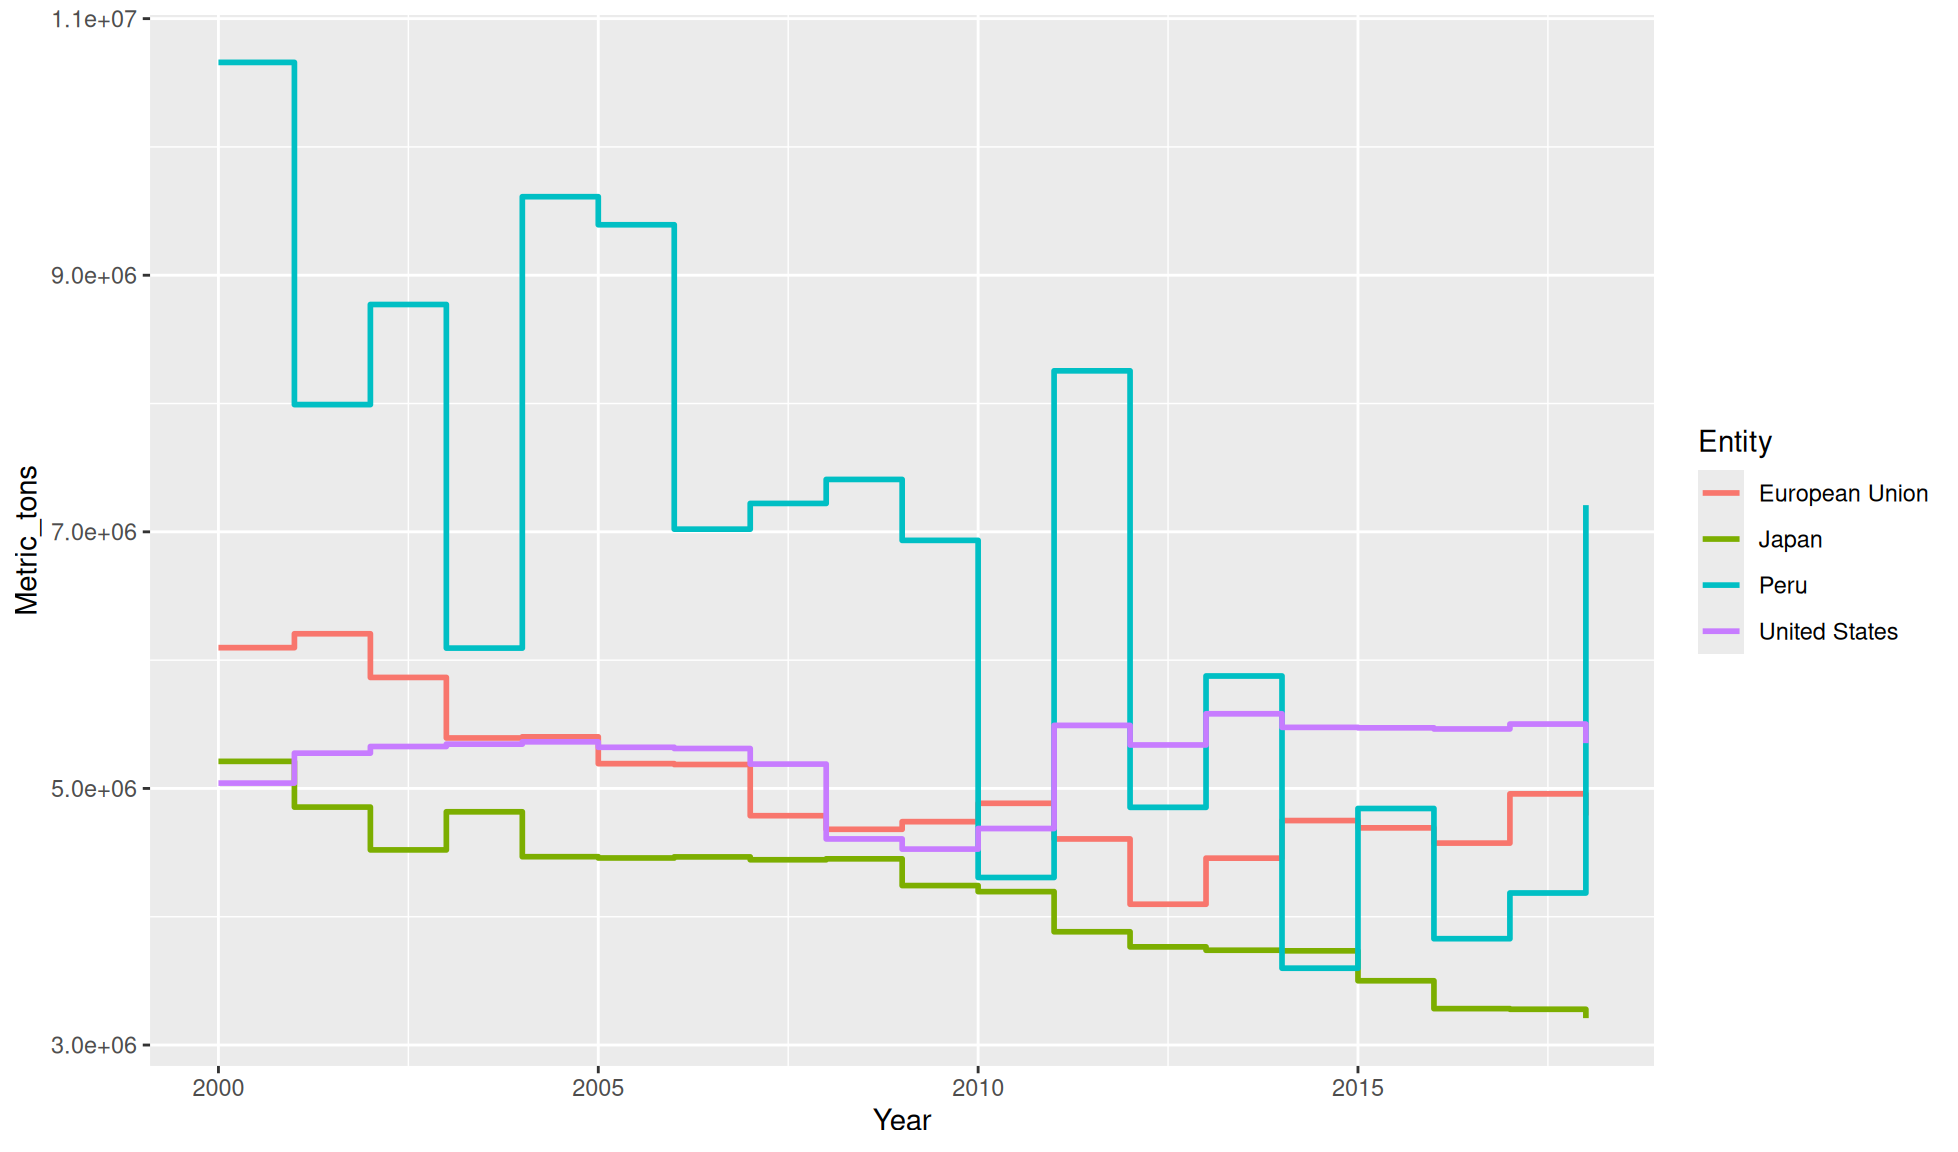 1.1e+07
9.0e+06
7.0e+06
5.0e+06
3.0e+06
Metric_tons
2000 2005 2010 2015
Year
Entity
European Union
Japan
Peru
United States